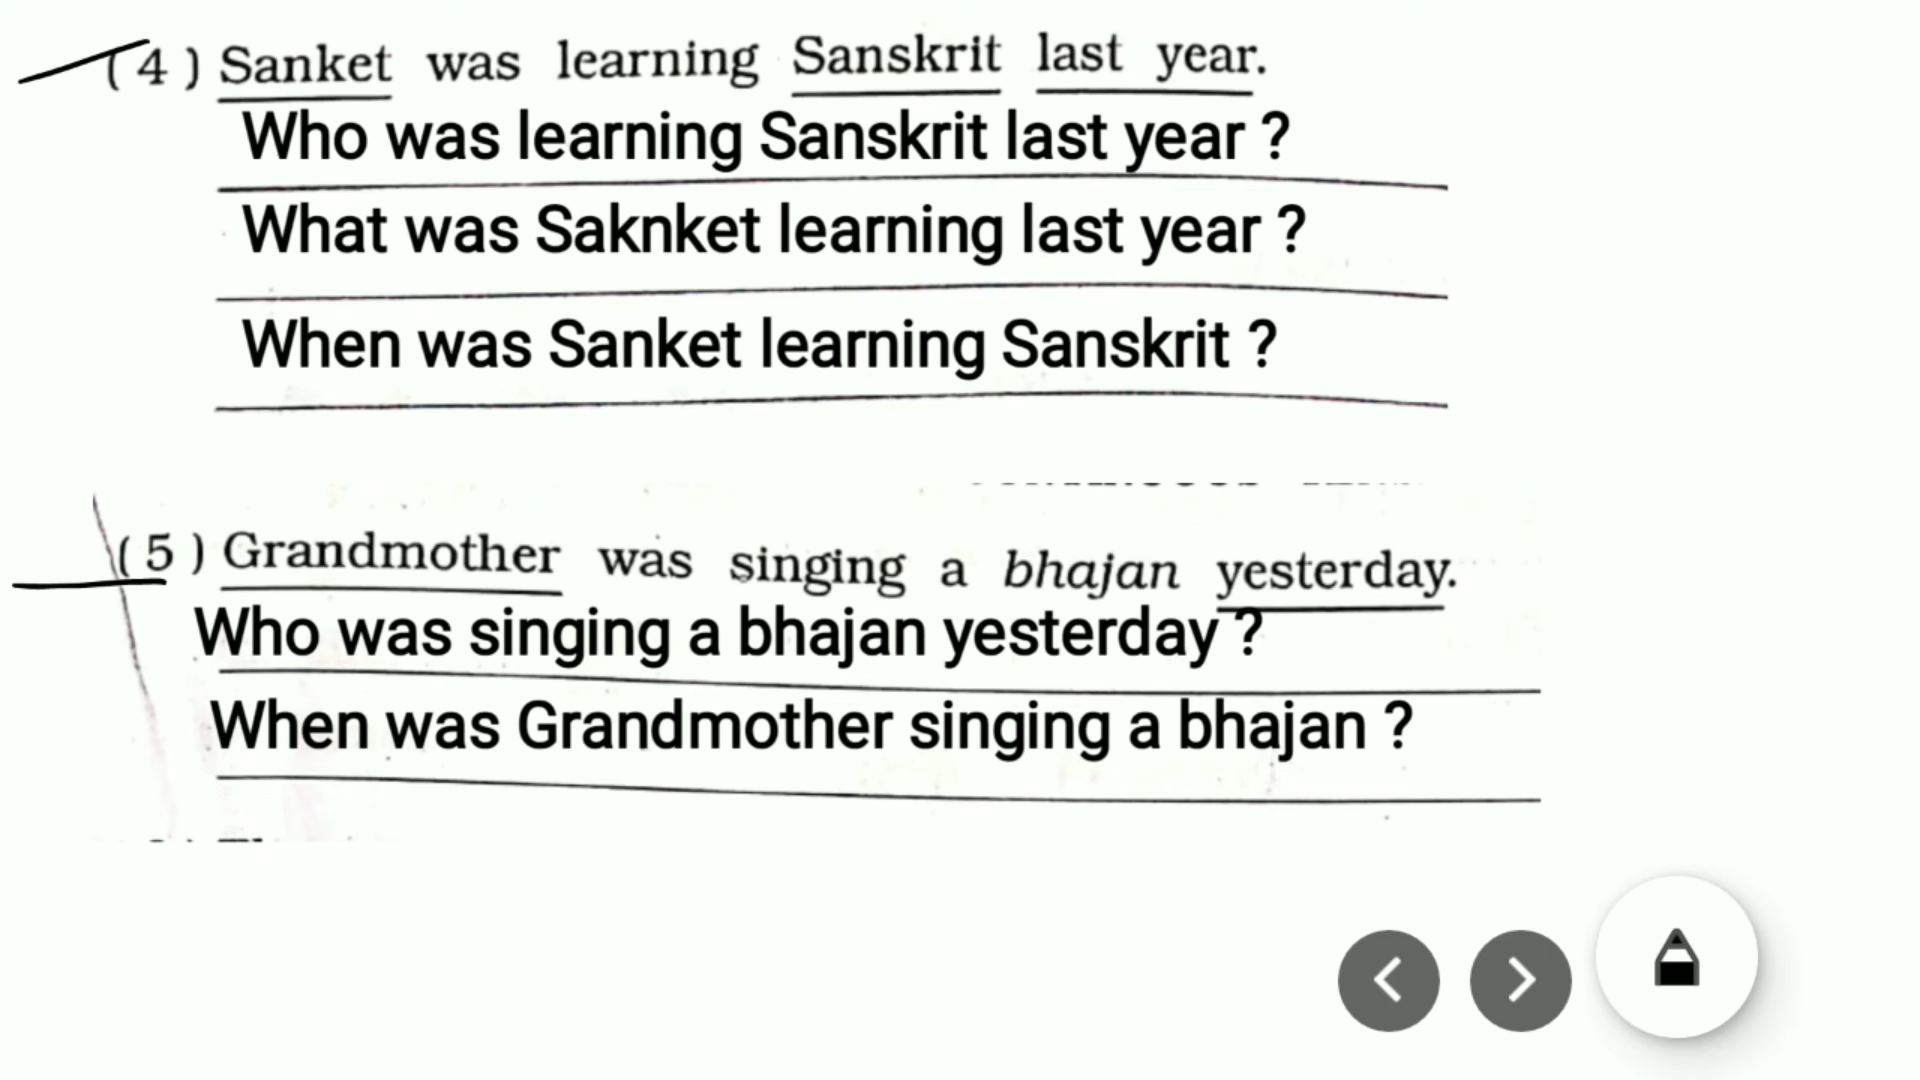 ( 4 ) Sanket was learning Sanskrit last year.
Who was learning Sanskrit last year ?
What was Saknket learning last year ?
When was Sanket learning Sanskrit ?
( 5 ) Grandmother was singing a bhajan yesterday.
Who was singing a bhajan yesterday ?
When was Grandmother singing a bhajan ?